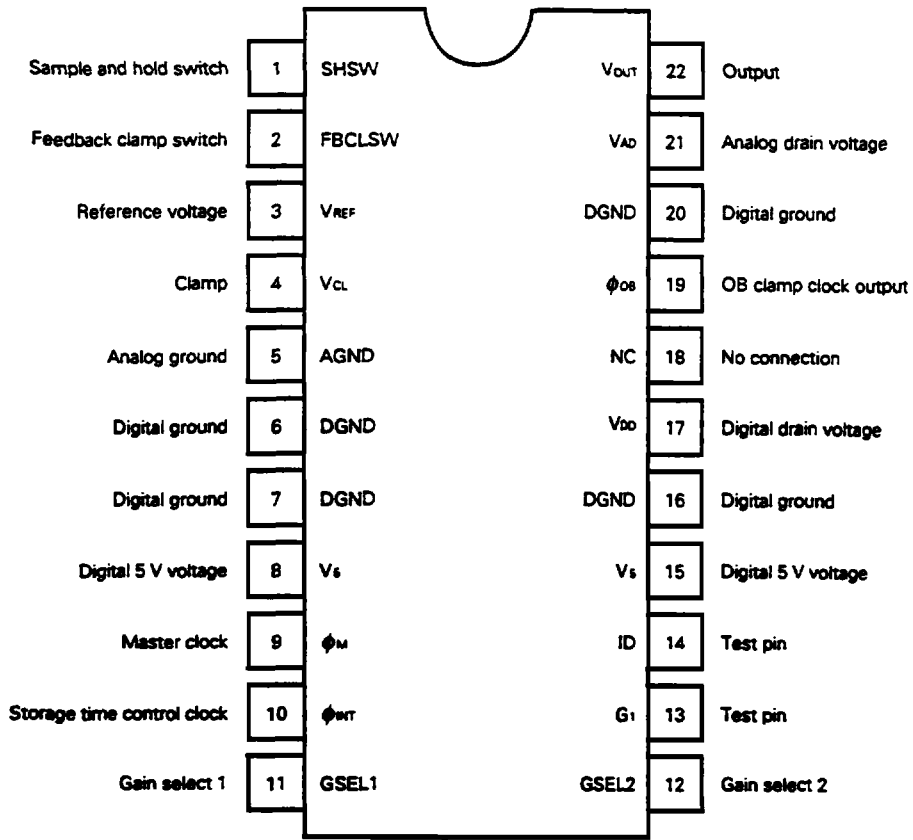 Sample and hold switch 1 SHSW VOUT 22 Output
Feedback clamp switch 2 FBCLSW VAD 21 Analog drain voltage
Reference voltage 3 VREF DGND 20 Digital ground
Clamp 4 VCL ϕOB 19 OB clamp clock output
Analog ground 5 AGND NC 18 No connection
Digital ground 6 DGND VDD 17 Digital drain voltage
Digital ground 7 DGND DGND 16 Digital ground
Digital 5 V voltage 8 V5 V5 15 Digital 5 V voltage
Master clock 9 ϕM ID 14 Test pin
Storage time control clock 10 ϕINT G1 13 Test pin
Gain select 1 11 GSEL1 GSEL2 12 Gain select 2